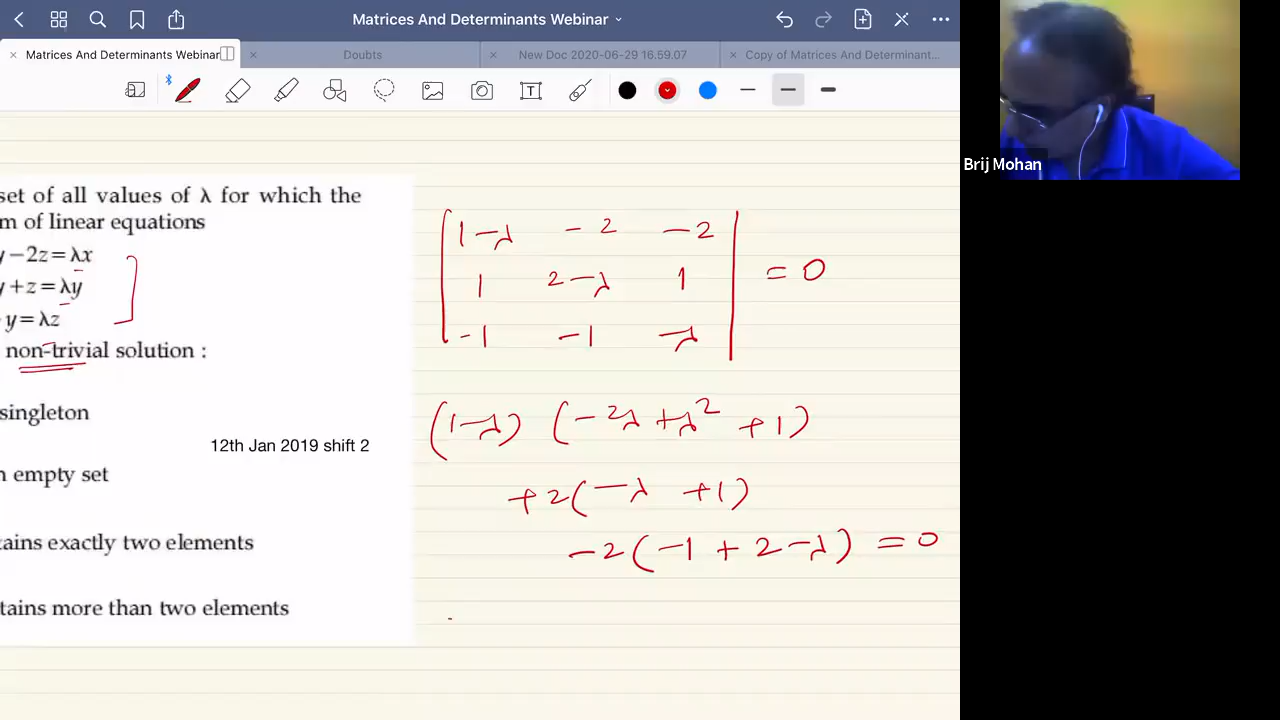 Matrices And Determinants Webinar
Matrices And Determinants Webinar
Doubts
New Doc 2020-06-29 16.59.07
Copy of Matrices And Determinant...
T
Brij Mohan
set of all values of λ for which the
m of linear equations
y−2z=λx
y+z=λy
y=λz
non-trivial solution :
singleton
12th Jan 2019 shift 2
n empty set
tains exactly two elements
tains more than two elements
1−λ −2 −2
1 2−λ 1 = 0
-1 -1 -λ
(1−λ) (−2λ+λ² +1)
+2(−λ +1)
−2(−1 + 2−λ) = 0